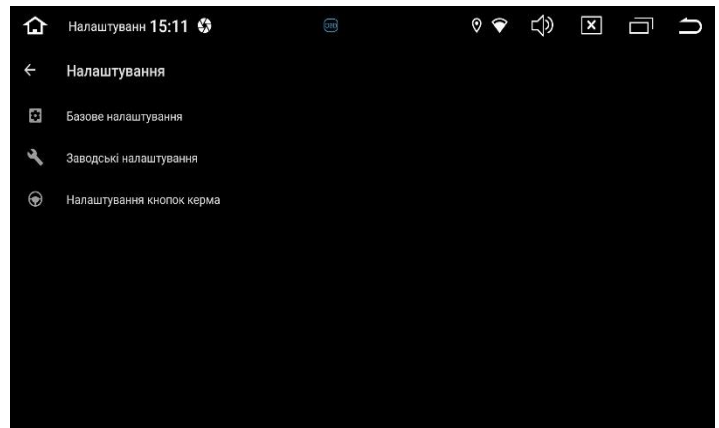 Налаштуванн 15:11
Налаштування
Базове налаштування
Заводські налаштування
Налаштування кнопок керма